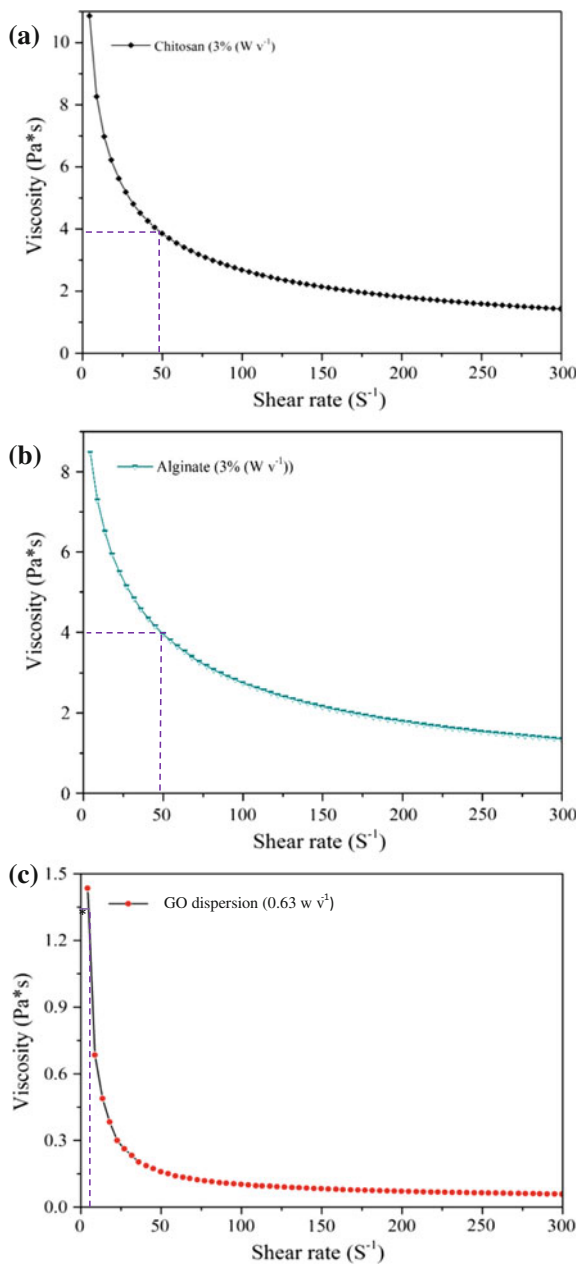 (a)
Chitosan (3% (W v⁻¹)
Viscosity (Pa*s)
10
8
6
4
2
0
0 50 100 150 200 250 300
Shear rate (S⁻¹)
(b)
Alginate (3% (W v⁻¹))
Viscosity (Pa*s)
8
6
4
2
0
0 50 100 150 200 250 300
Shear rate (S⁻¹)
(c)
GO dispersion (0.63 w v¹)
*
Viscosity (Pa*s)
1.5
1.2
0.9
0.6
0.3
0.0
0 50 100 150 200 250 300
Shear rate (S⁻¹)